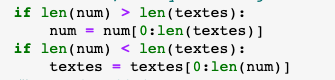 if len(num) > len(textes):
    num = num[0:len(textes)]
if len(num) < len(textes):
    textes = textes[0:len(num)]